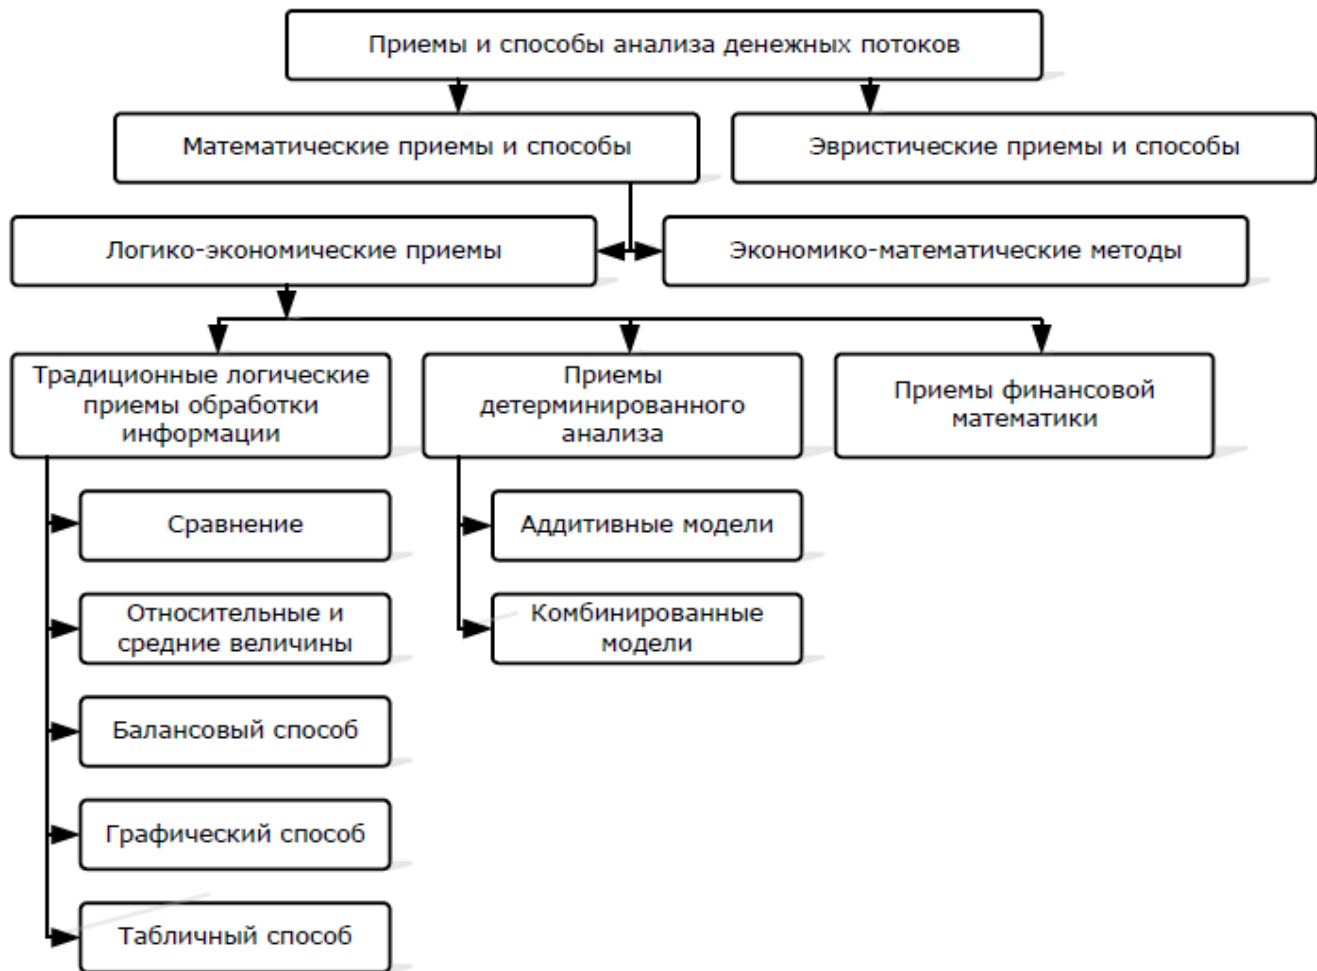 Приемы и способы анализа денежных потоков
Математические приемы и способы
Эвристические приемы и способы
Логико-экономические приемы
Экономико-математические методы
Традиционные логические
приемы обработки
информации
Приемы
детерминированного
анализа
Приемы финансовой
математики
Сравнение
Аддитивные модели
Относительные и
средние величины
Комбинированные
модели
Балансовый способ
Графический способ
Табличный способ